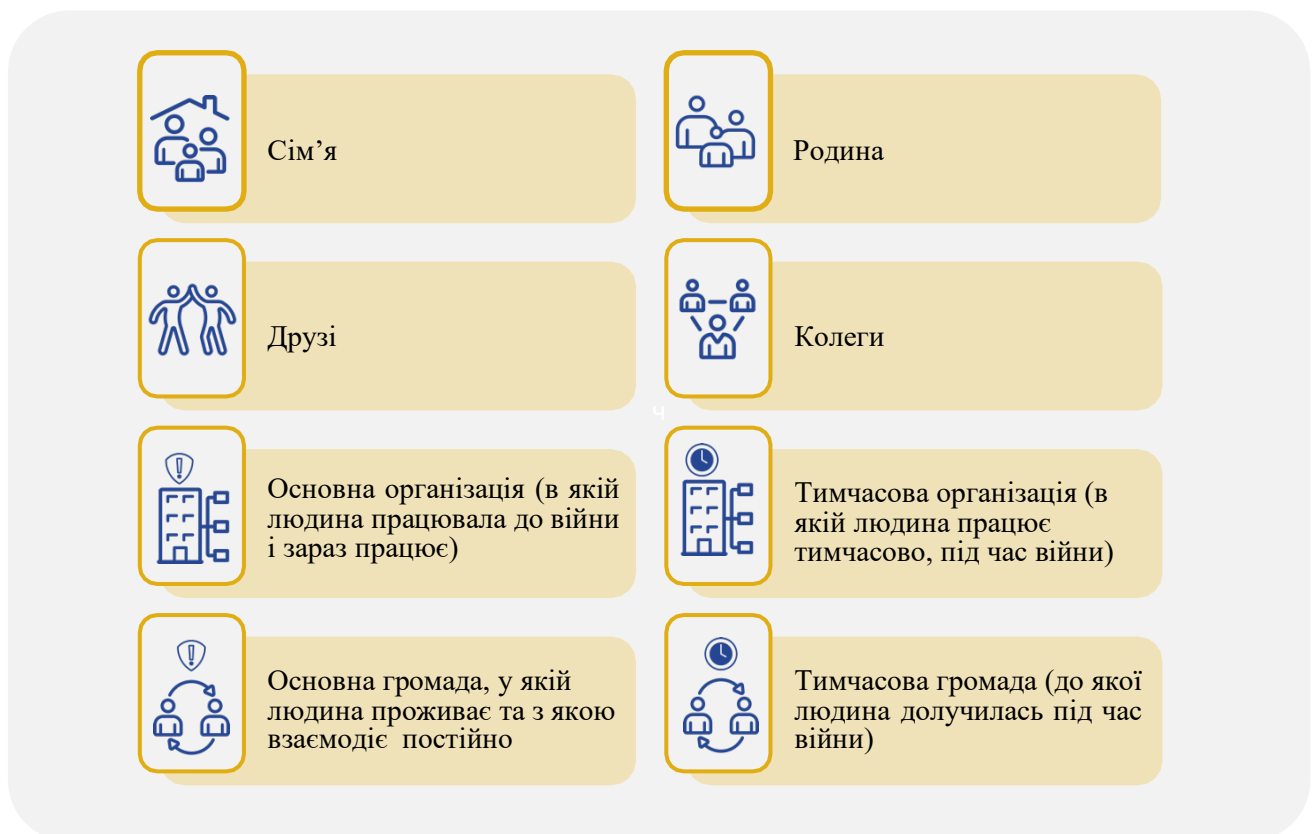 Сім’я
Родина
Друзі
Колеги
ч
Основна організація (в якій
людина працювала до війни
і зараз працює)
Тимчасова організація (в
якій людина працює
тимчасово, під час війни)
Основна громада, у якій
людина проживає та з якою
взаємодіє постійно
Тимчасова громада (до якої
людина долучилась під час
війни)